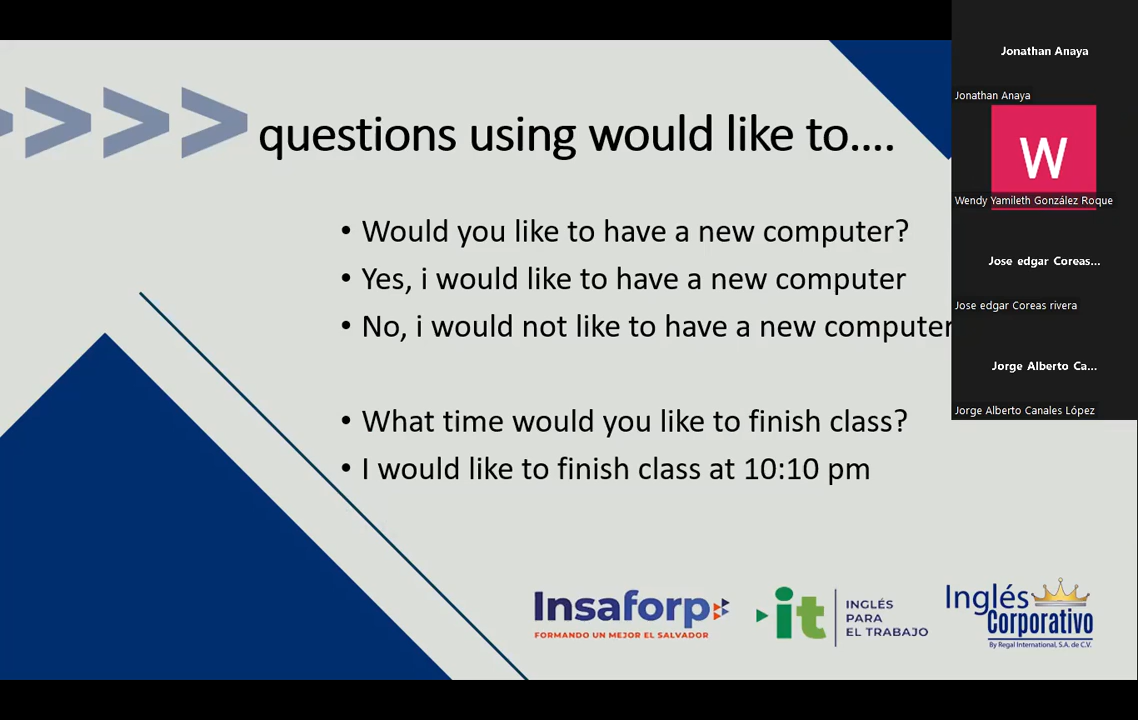 questions using would like to....
• Would you like to have a new computer?
• Yes, i would like to have a new computer
• No, i would not like to have a new computer
• What time would you like to finish class?
• I would like to finish class at 10:10 pm
Insaforp
FORMANDO UN MEJOR EL SALVADOR
it
INGLÉS
PARA
EL TRABAJO
Inglés
Corporativo
By Regal International, S.A. de C.V.
Jonathan Anaya
Jonathan Anaya
W
Wendy Yamileth González Roque
Jose edgar Coreas...
Jose edgar Coreas rivera
Jorge Alberto Ca...
Jorge Alberto Canales López